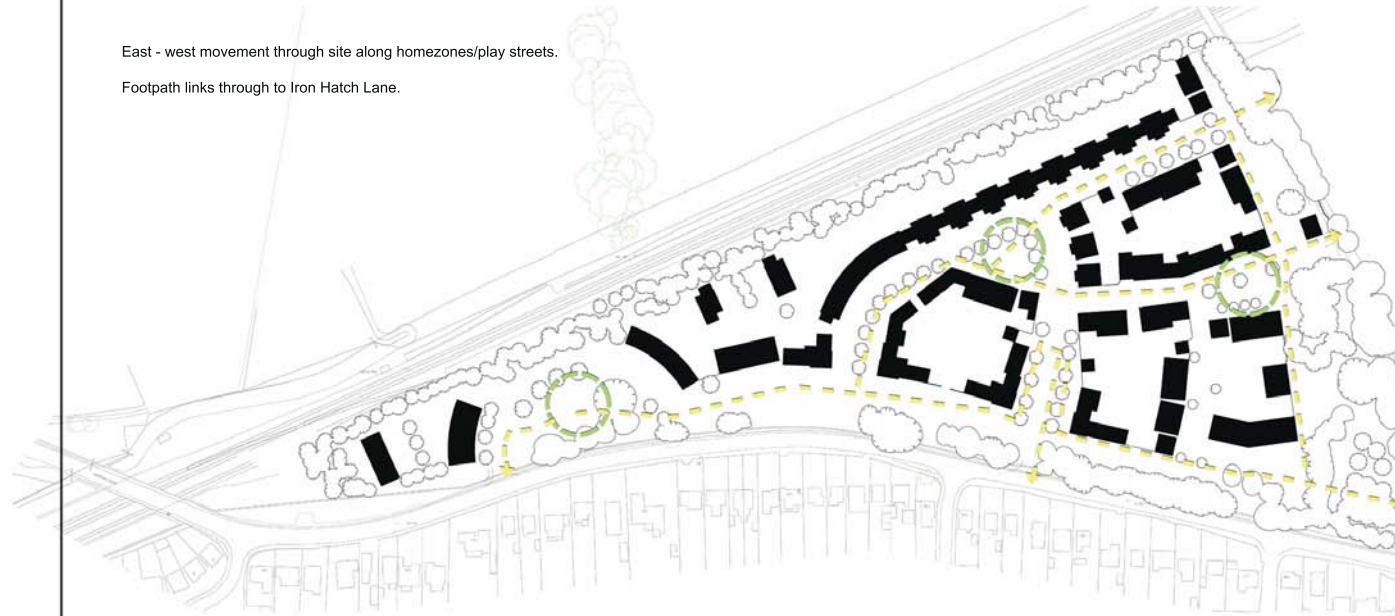 East - west movement through site along homezones/play streets.
Footpath links through to Iron Hatch Lane.